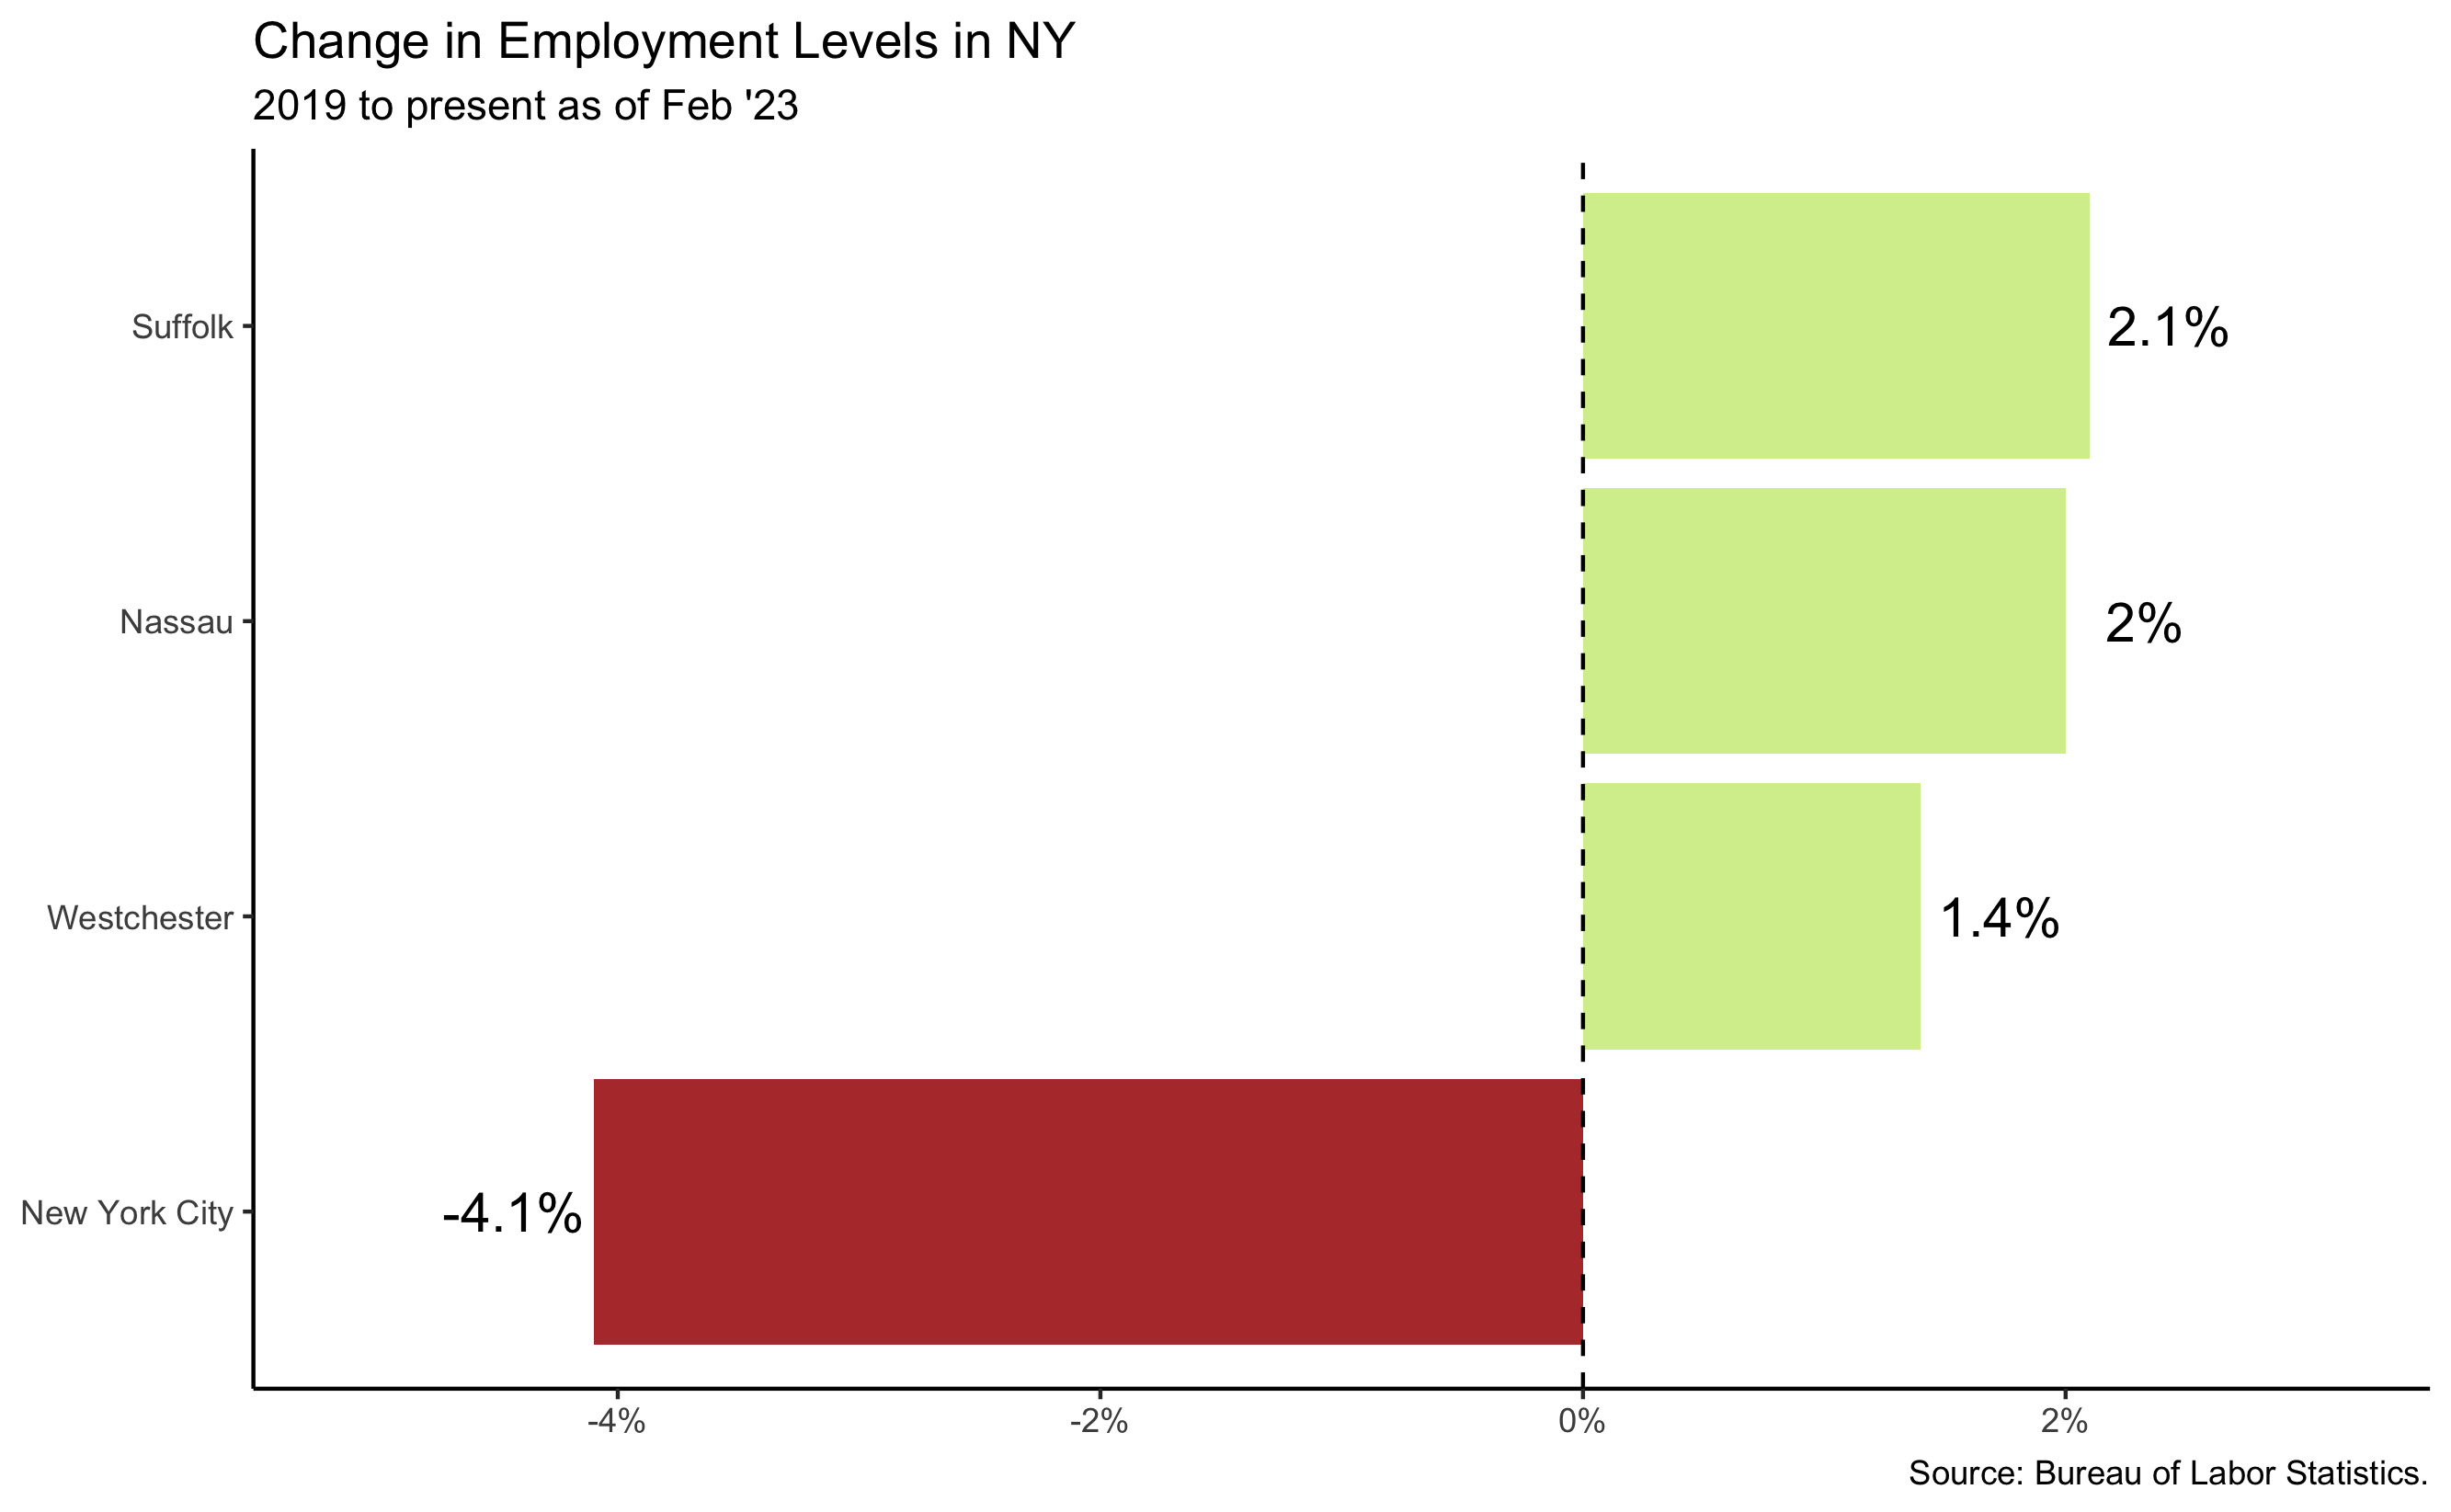 Change in Employment Levels in NY
2019 to present as of Feb '23
Suffolk
2.1%
Nassau
2%
Westchester
1.4%
New York City
-4.1%
-4%
-2%
0%
2%
Source: Bureau of Labor Statistics.